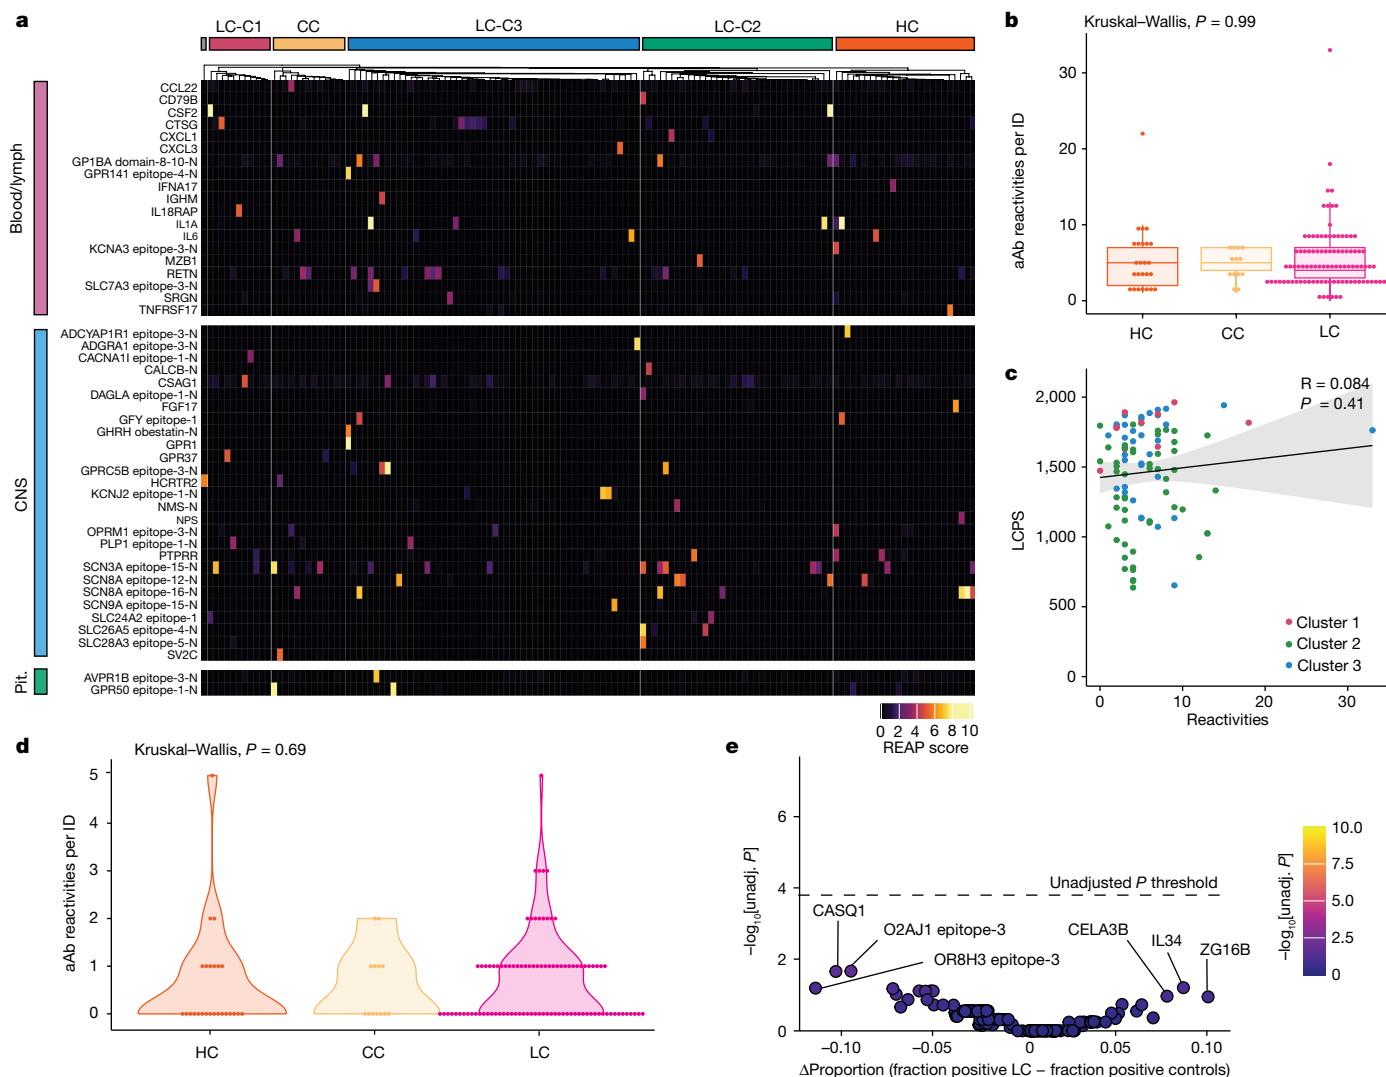 a
LC-C1 CC LC-C3 LC-C2 HC
Blood/lymph
CCL22
CD79B
CSF2
CTSG
CXCL1
CXCL3
GP1BA domain-8-10-N
GPR141 epitope-4-N
IFNA17
IGHM
IL18RAP
IL1A
IL6
KCNA3 epitope-3-N
MZB1
RETN
SLC7A3 epitope-3-N
SRGN
TNFRSF17
CNS
ADCYAP1R1 epitope-3-N
ADGRA1 epitope-3-N
CACNA1I epitope-1-N
CALCB-N
CSAG1
DAGLA epitope-1-N
FGF17
GFY epitope-1
GHRH obestatin-N
GPR1
GPR37
GPRC5B epitope-3-N
HCRTR2
KCNJ2 epitope-1-N
NMS-N
NPS
OPRM1 epitope-3-N
PLP1 epitope-1-N
PTPRR
SCN3A epitope-15-N
SCN8A epitope-12-N
SCN8A epitope-16-N
SCN9A epitope-15-N
SLC24A2 epitope-1
SLC26A5 epitope-4-N
SLC28A3 epitope-5-N
SV2C
Pit.
AVPR1B epitope-3-N
GPR50 epitope-1-N
0 2 4 6 8 10
REAP score
b
Kruskal–Wallis, P = 0.99
aAb reactivities per ID
30
20
10
0
HC CC LC
c
R = 0.084
P = 0.41
LCPS
2,000
1,500
1,000
500
0
Cluster 1
Cluster 2
Cluster 3
0 10 20 30
Reactivities
d
Kruskal–Wallis, P = 0.69
aAb reactivities per ID
5
4
3
2
1
0
HC CC LC
e
−log10[unadj. P]
6
4
2
0
Unadjusted P threshold
CASQ1
O2AJ1 epitope-3
OR8H3 epitope-3
CELA3B
IL34
ZG16B
−0.10 −0.05 0 0.05 0.10
ΔProportion (fraction positive LC − fraction positive controls)
−log10[unadj. P]
10.0
7.5
5.0
2.5
0